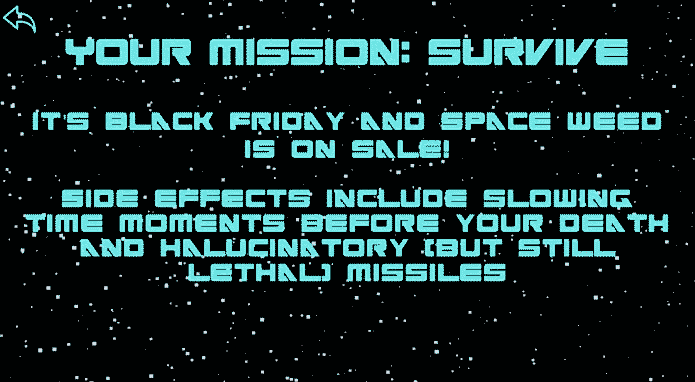 YOUR MISSION: SURVIVE
IT'S BLACK FRIDAY AND SPACE WEED
IS ON SALE!
SIDE EFFECTS INCLUDE SLOWING
TIME MOMENTS BEFORE YOUR DEATH
AND HALUCINATORY (BUT STILL
LETHAL) MISSILES